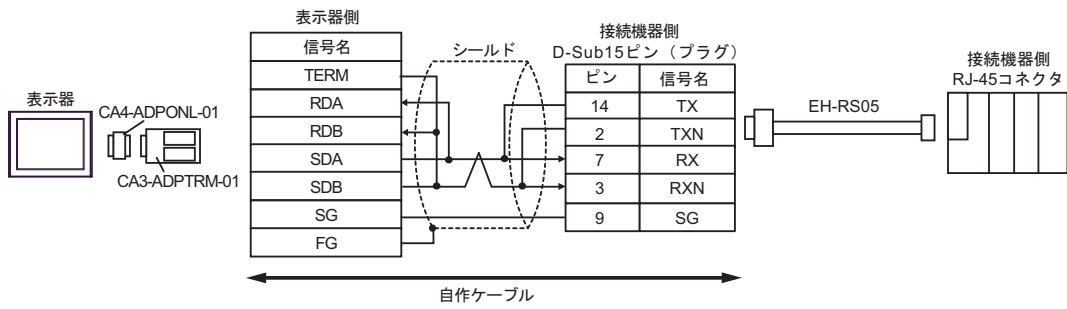 表示器
CA4-ADPONL-01
CA3-ADPTRM-01
表示器側
信号名
TERM
RDA
RDB
SDA
SDB
SG
FG
シールド
接続機器側
D-Sub15ピン（プラグ）
ピン 信号名
14 TX
2 TXN
7 RX
3 RXN
9 SG
EH-RS05
接続機器側
RJ-45コネクタ
自作ケーブル